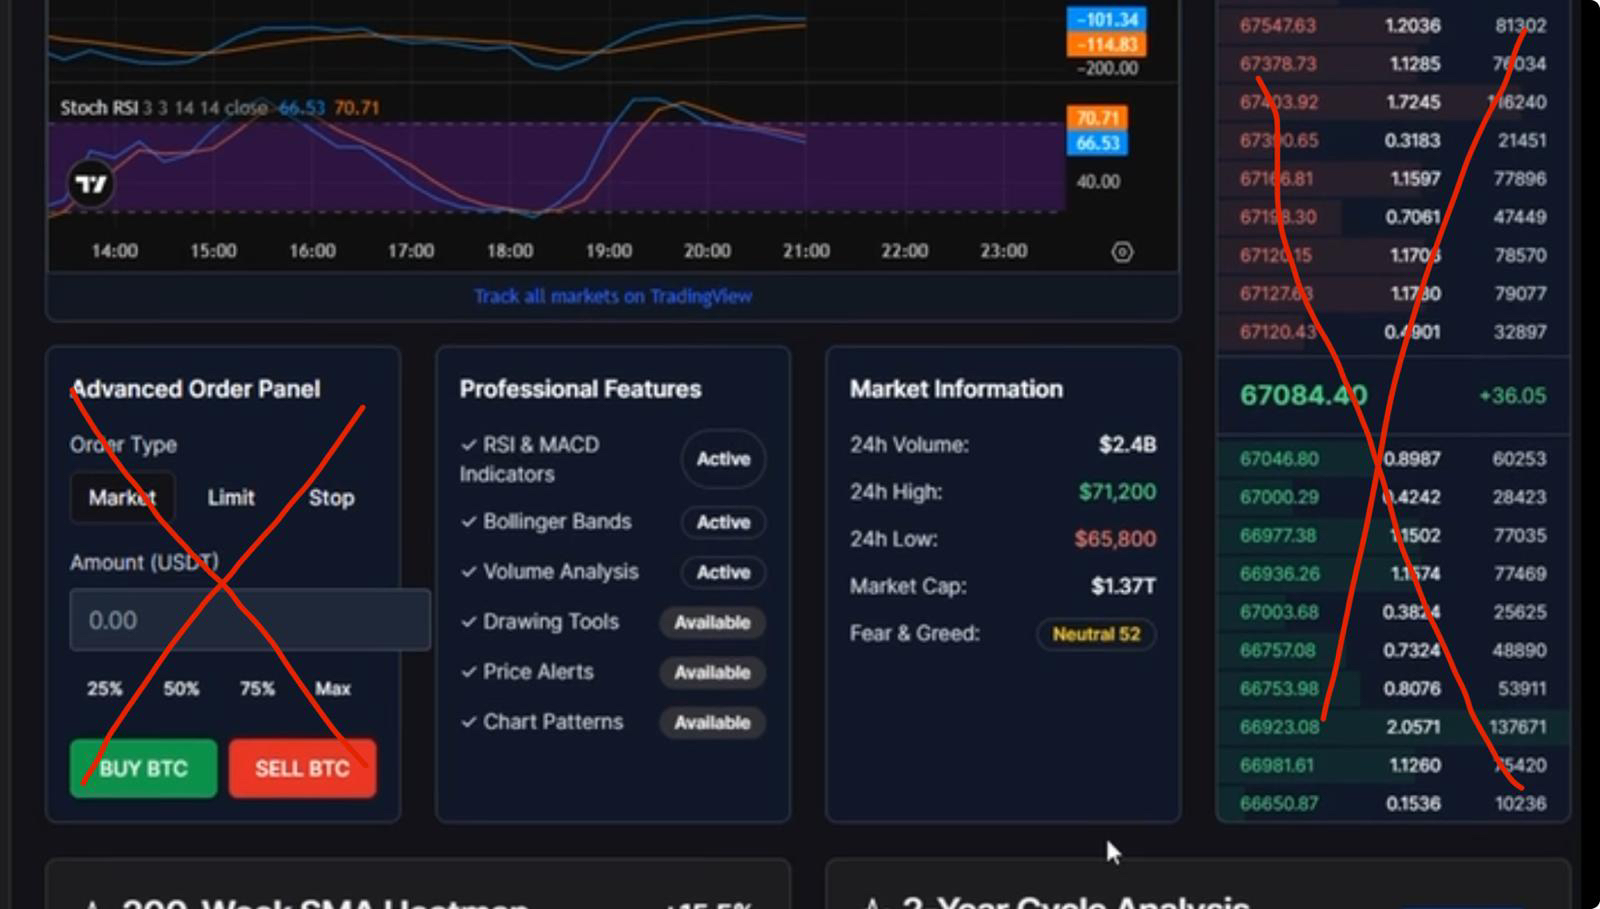 -101.34
-114.83
-200.00
Stoch RSI 3 3 14 14 close 66.53 70.71
70.71
66.53
40.00
14:00 15:00 16:00 17:00 18:00 19:00 20:00 21:00 22:00 23:00
Track all markets on TradingView
Advanced Order Panel
Order Type
Market Limit Stop
Amount (USDT)
0.00
25% 50% 75% Max
BUY BTC SELL BTC
Professional Features
✓ RSI & MACD
Indicators
Active
✓ Bollinger Bands Active
✓ Volume Analysis Active
✓ Drawing Tools Available
✓ Price Alerts Available
✓ Chart Patterns Available
Market Information
24h Volume: $2.4B
24h High: $71,200
24h Low: $65,800
Market Cap: $1.37T
Fear & Greed: Neutral 52
67547.63 1.2036 81302
67378.73 1.1285 76034
67403.92 1.7245 116240
67390.65 0.3183 21451
67166.81 1.1597 77896
67198.30 0.7061 47449
67120.15 1.1706 78570
67127.63 1.1780 79077
67120.43 0.4901 32897
67084.40 +36.05
67046.80 0.8987 60253
67000.29 0.4242 28423
66977.38 1.1502 77035
66936.26 1.1574 77469
67003.68 0.3824 25625
66757.08 0.7324 48890
66753.98 0.8076 53911
66923.08 2.0571 137671
66981.61 1.1260 75420
66650.87 0.1536 10236
200-Week SMA Heatmap +15.5%
2-Year Cycle Analysis